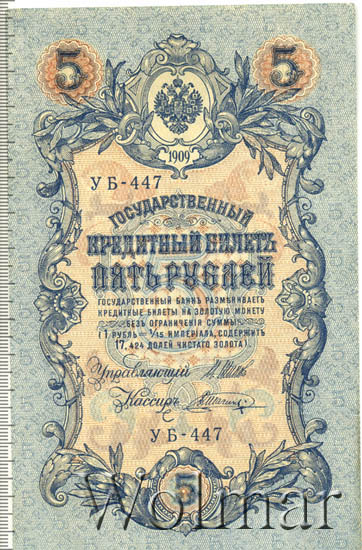 5 5
1909
УБ-447
ГОСУДАРСТВЕННЫЙ
КРЕДИТНЫЙ БИЛЕТЪ
ПЯТЬ РУБЛЕЙ
ГОСУДАРСТВЕННЫЙ БАНКЪ РАЗМѢНИВАЕТЪ
КРЕДИТНЫЕ БИЛЕТЫ НА ЗОЛОТУЮ МОНЕТУ
БЕЗЪ ОГРАНИЧЕНІЯ СУММЫ
(1 РУБЛЬ = 1/15 ИМПЕРІАЛА, СОДЕРЖИТЪ
17,424 ДОЛЕЙ ЧИСТАГО ЗОЛОТА).
Управляющій
Кассиръ
УБ-447
5
Wolmar